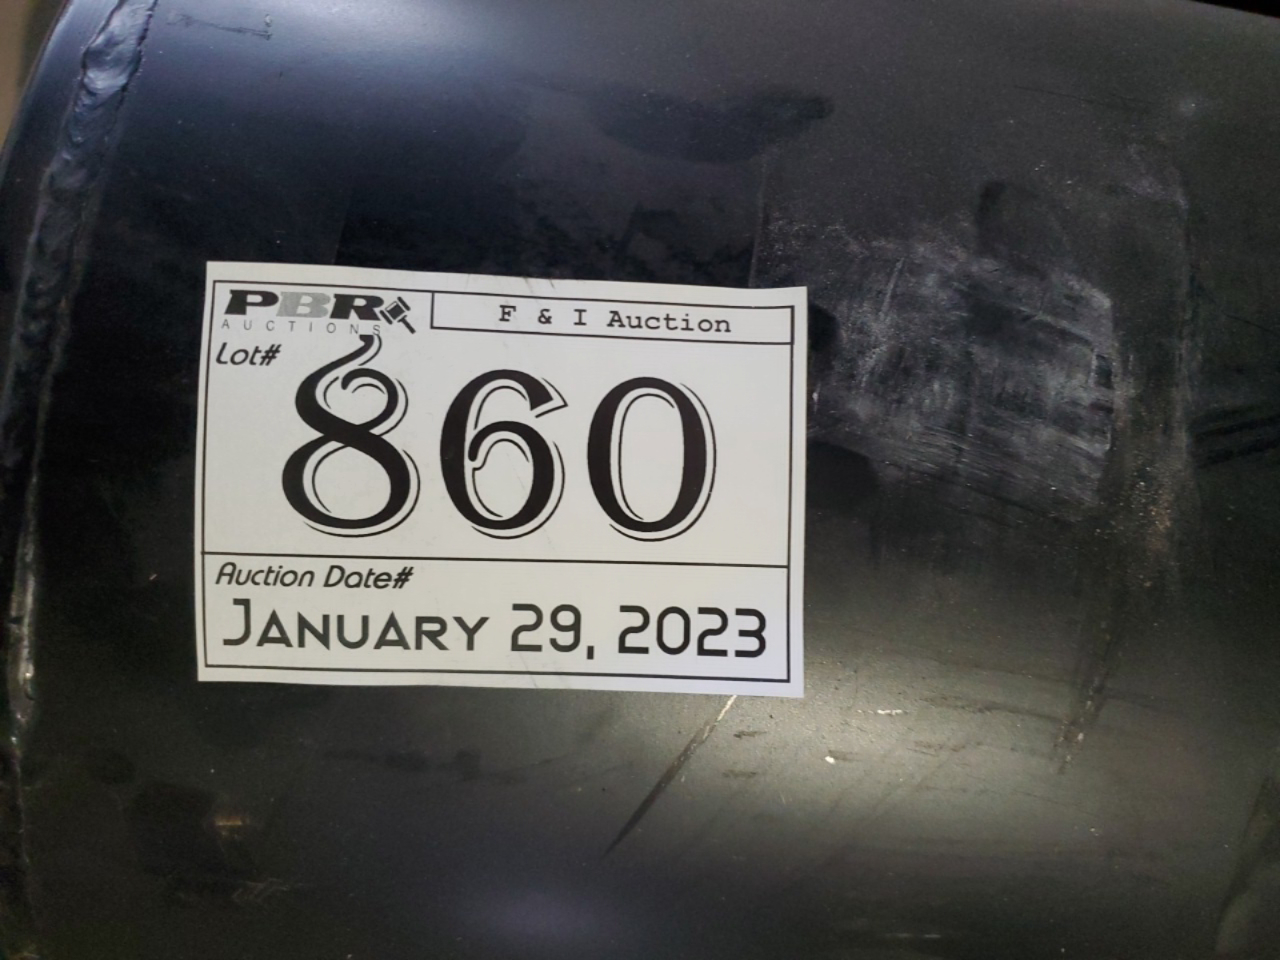 PBR
AUCTIONS
F & I Auction
Lot#
860
Auction Date#
JANUARY 29, 2023